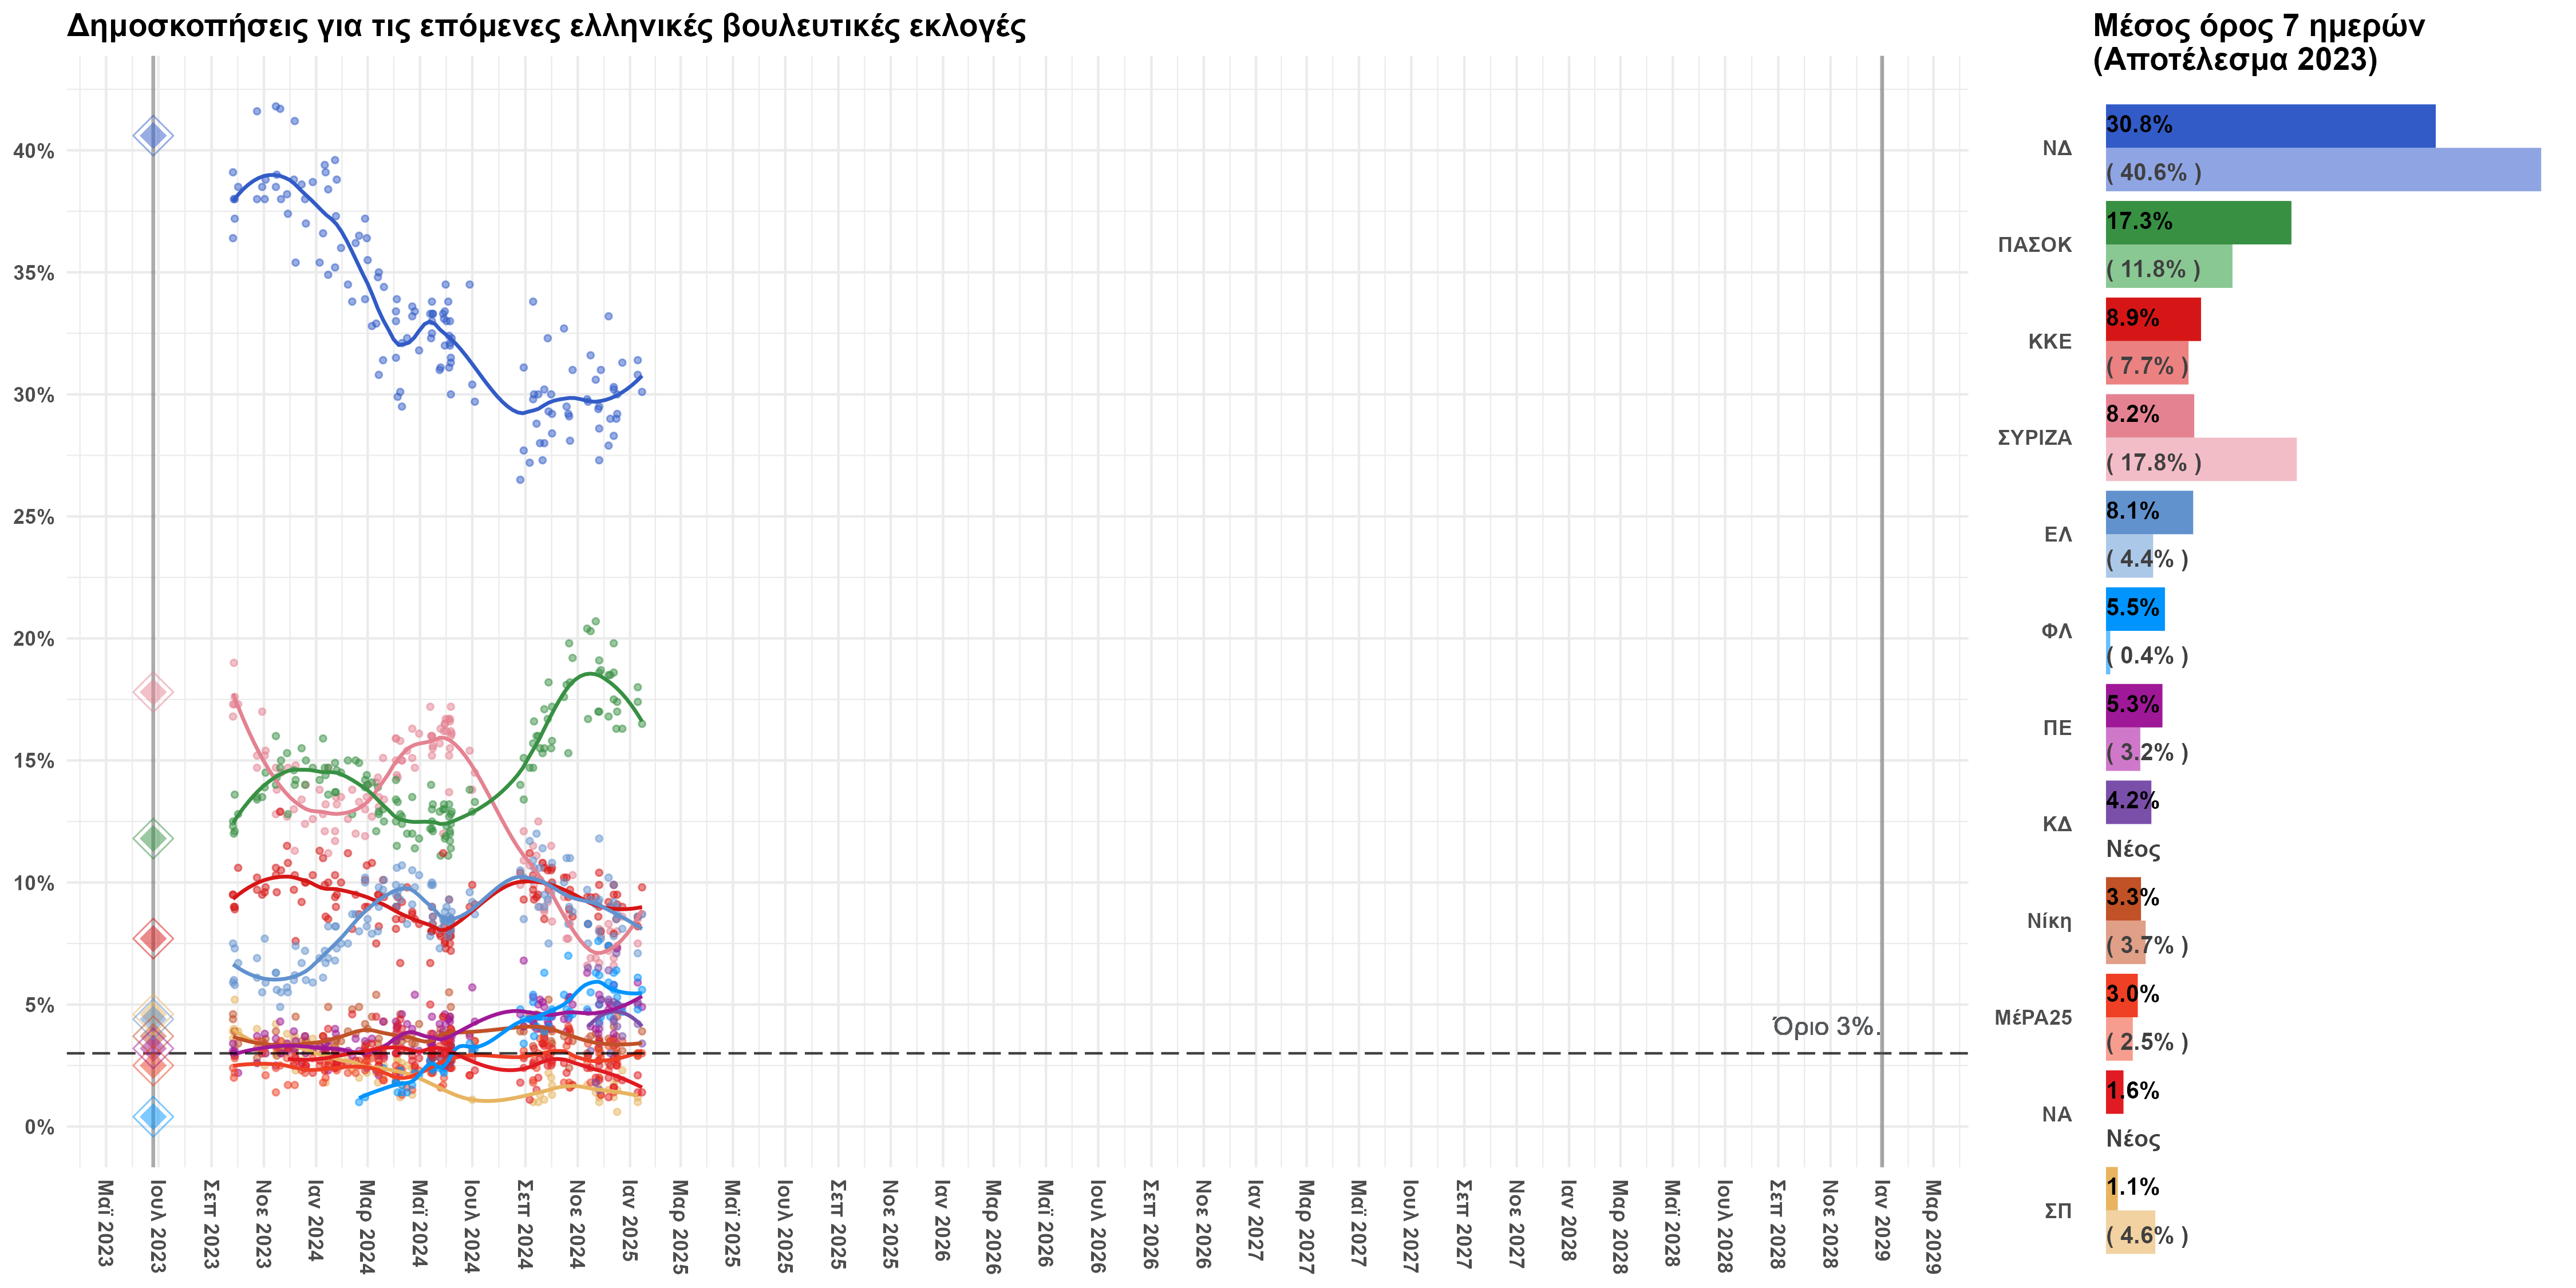 Δημοσκοπήσεις για τις επόμενες ελληνικές βουλευτικές εκλογές
40%
35%
30%
25%
20%
15%
10%
5%
0%
Όριο 3%.
Μαϊ 2023
Ιουλ 2023
Σεπ 2023
Νοε 2023
Ιαν 2024
Μαρ 2024
Μαϊ 2024
Ιουλ 2024
Σεπ 2024
Νοε 2024
Ιαν 2025
Μαρ 2025
Μαϊ 2025
Ιουλ 2025
Σεπ 2025
Νοε 2025
Ιαν 2026
Μαρ 2026
Μαϊ 2026
Ιουλ 2026
Σεπ 2026
Νοε 2026
Ιαν 2027
Μαρ 2027
Μαϊ 2027
Ιουλ 2027
Σεπ 2027
Νοε 2027
Ιαν 2028
Μαρ 2028
Μαϊ 2028
Ιουλ 2028
Σεπ 2028
Νοε 2028
Ιαν 2029
Μαρ 2029
Μέσος όρος 7 ημερών
(Αποτέλεσμα 2023)
ΝΔ
30.8%
( 40.6% )
ΠΑΣΟΚ
17.3%
( 11.8% )
ΚΚΕ
8.9%
( 7.7% )
ΣΥΡΙΖΑ
8.2%
( 17.8% )
ΕΛ
8.1%
( 4.4% )
ΦΛ
5.5%
( 0.4% )
ΠΕ
5.3%
( 3.2% )
ΚΔ
4.2%
Νέος
Νίκη
3.3%
( 3.7% )
ΜέΡΑ25
3.0%
( 2.5% )
ΝΑ
1.6%
Νέος
ΣΠ
1.1%
( 4.6% )